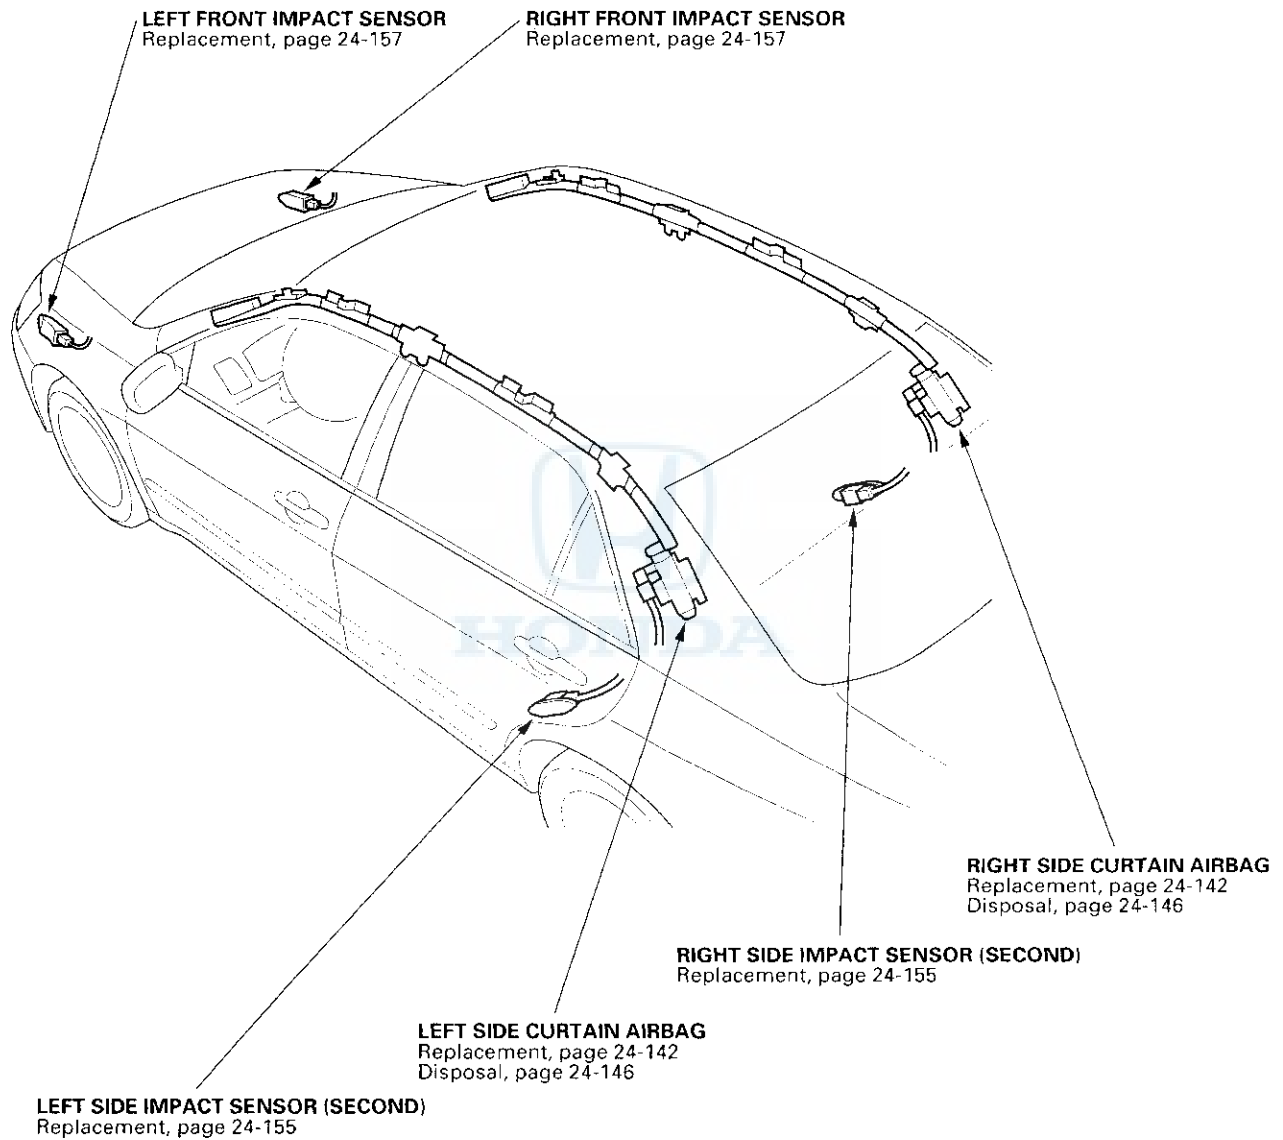 LEFT FRONT IMPACT SENSOR
Replacement, page 24-157
RIGHT FRONT IMPACT SENSOR
Replacement, page 24-157
HONDA
RIGHT SIDE CURTAIN AIRBAG
Replacement, page 24-142
Disposal, page 24-146
RIGHT SIDE IMPACT SENSOR (SECOND)
Replacement, page 24-155
LEFT SIDE CURTAIN AIRBAG
Replacement, page 24-142
Disposal, page 24-146
LEFT SIDE IMPACT SENSOR (SECOND)
Replacement, page 24-155